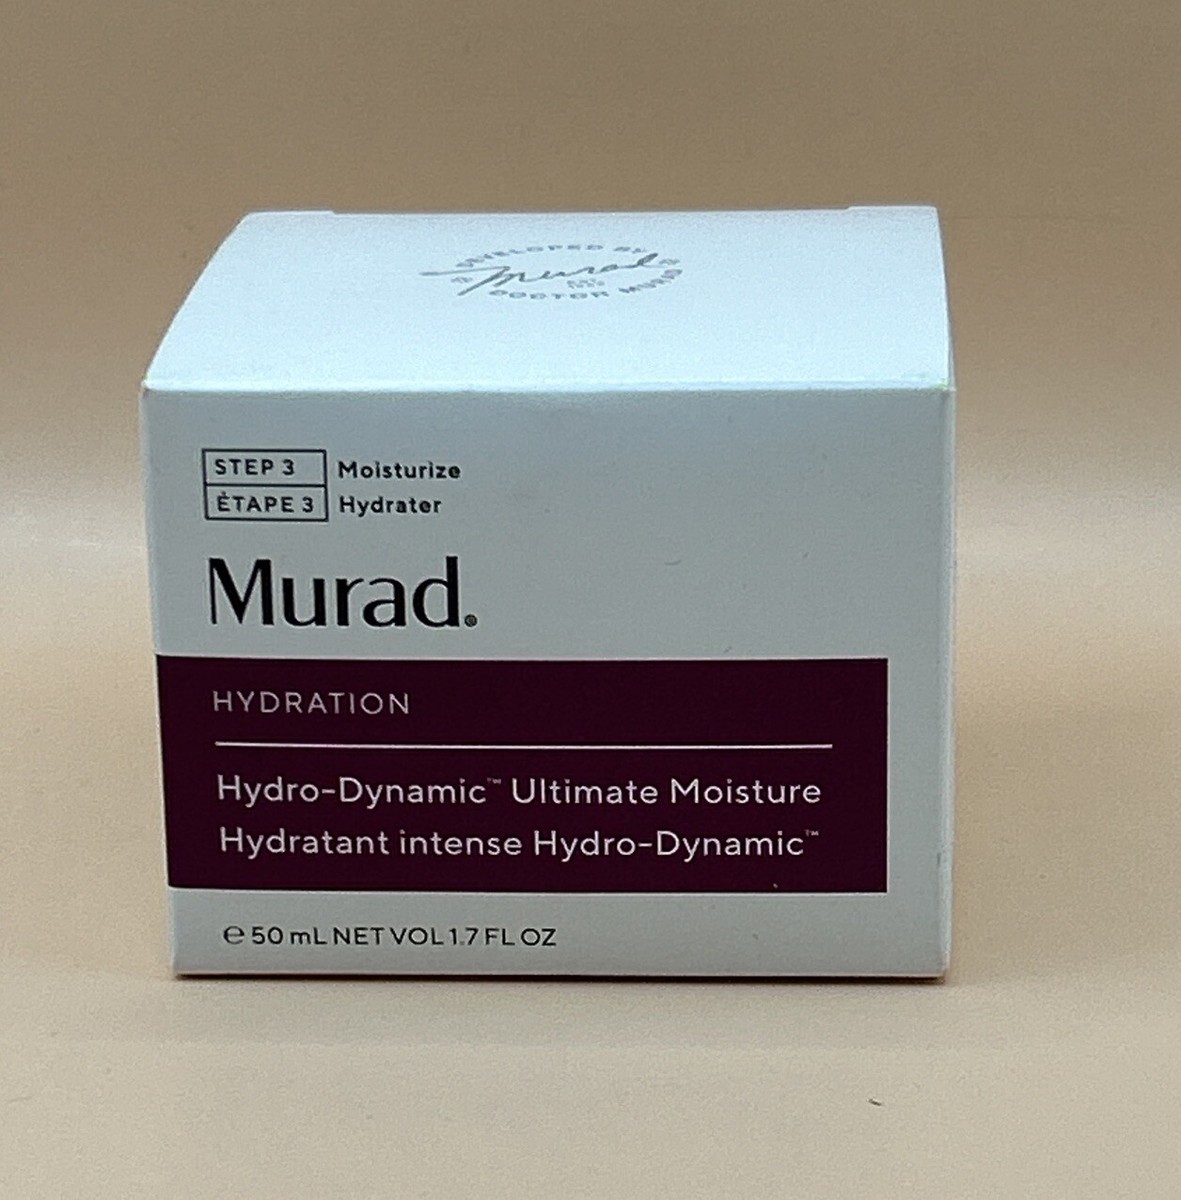 DEVELOPED BY
Murad
DOCTOR MURAD
STEP 3 Moisturize
ÉTAPE 3 Hydrater
Murad®
HYDRATION
Hydro-Dynamic™ Ultimate Moisture
Hydratant intense Hydro-Dynamic™
℮ 50 mL NET VOL 1.7 FL OZ